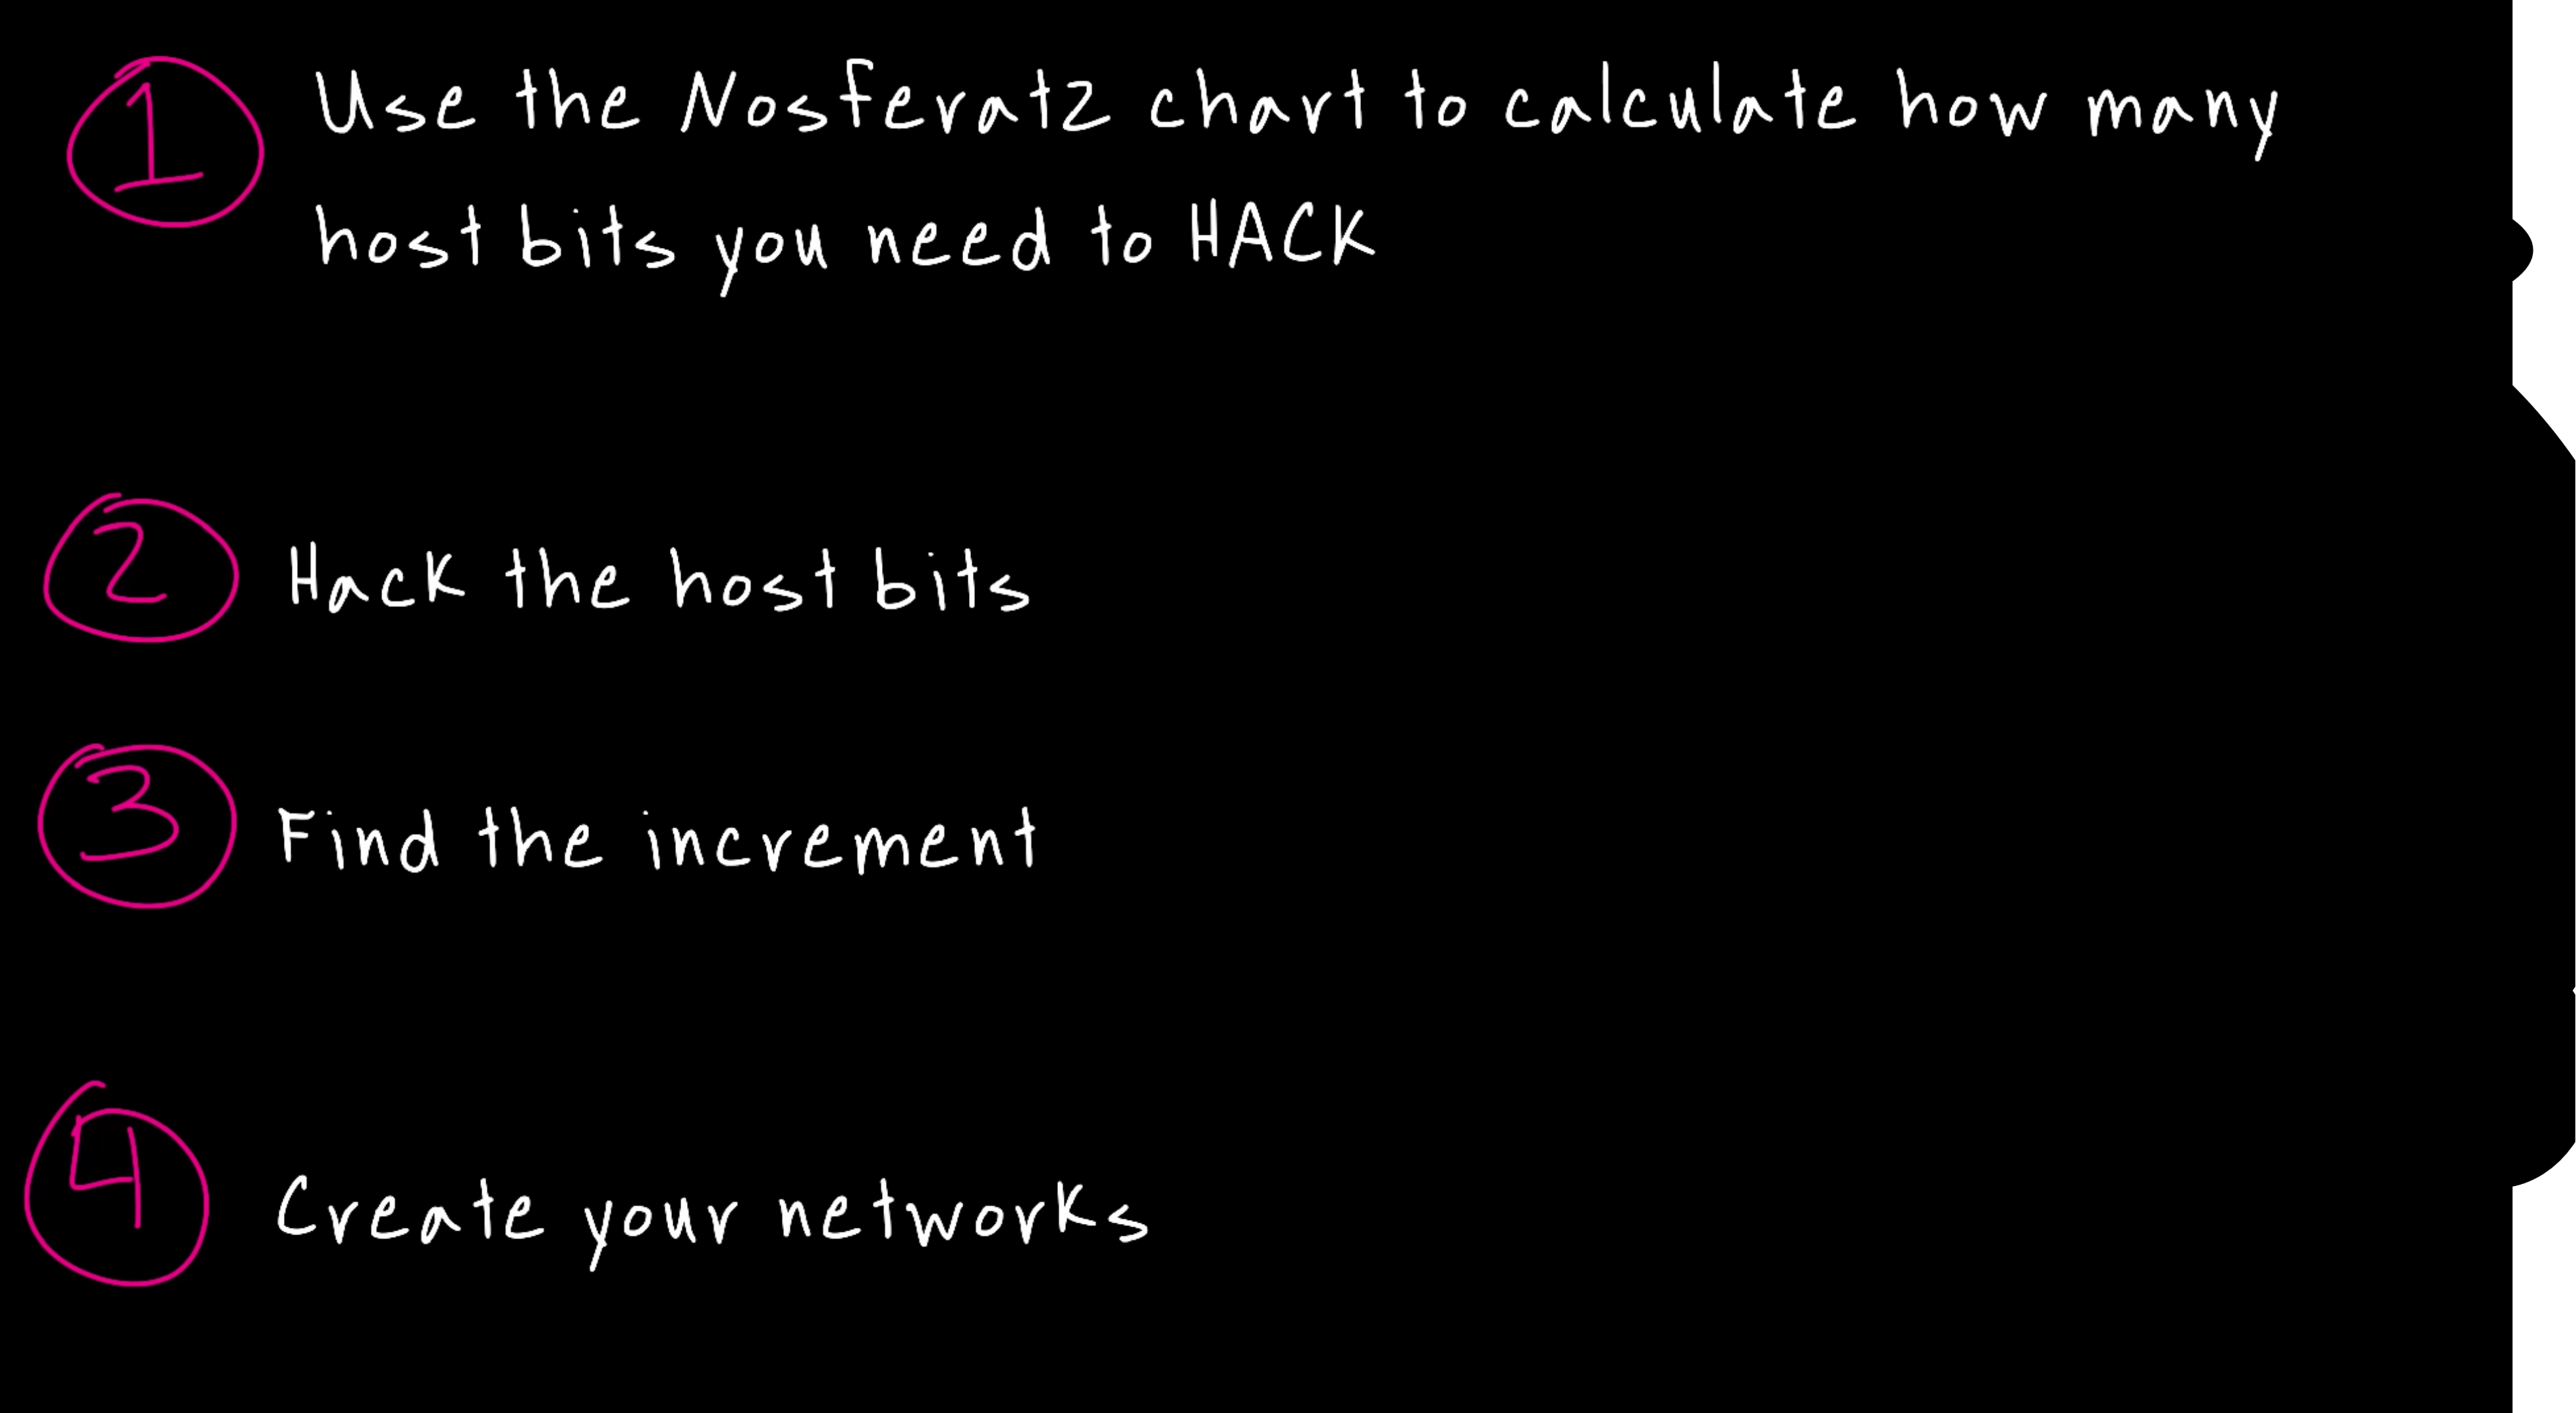 1 Use the Nosferatz chart to calculate how many
host bits you need to HACK
2 Hack the host bits
3 Find the increment
4 Create your networks